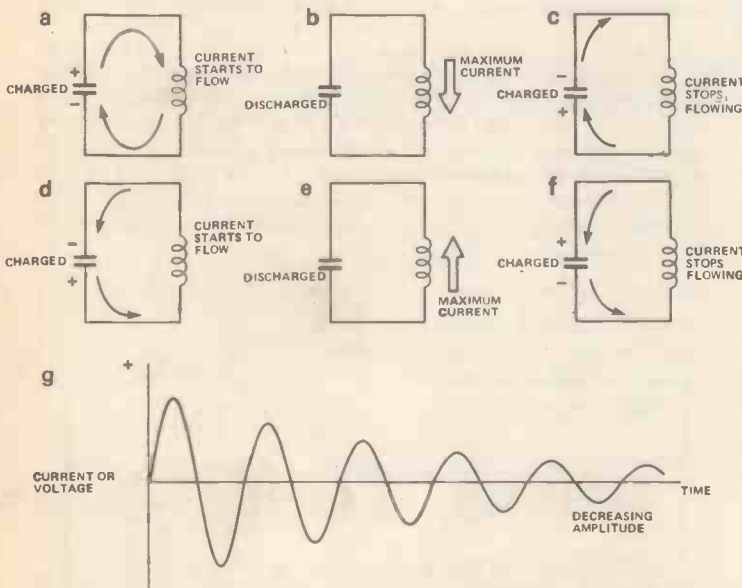 a
CURRENT
STARTS TO
FLOW
+
CHARGED
−
b
MAXIMUM
CURRENT
DISCHARGED
c
−
CHARGED
+
CURRENT
STOPS
FLOWING
d
CURRENT
STARTS TO
FLOW
−
CHARGED
+
e
DISCHARGED
MAXIMUM
CURRENT
f
+
CHARGED
−
CURRENT
STOPS
FLOWING
g
+
CURRENT OR
VOLTAGE
TIME
DECREASING
AMPLITUDE